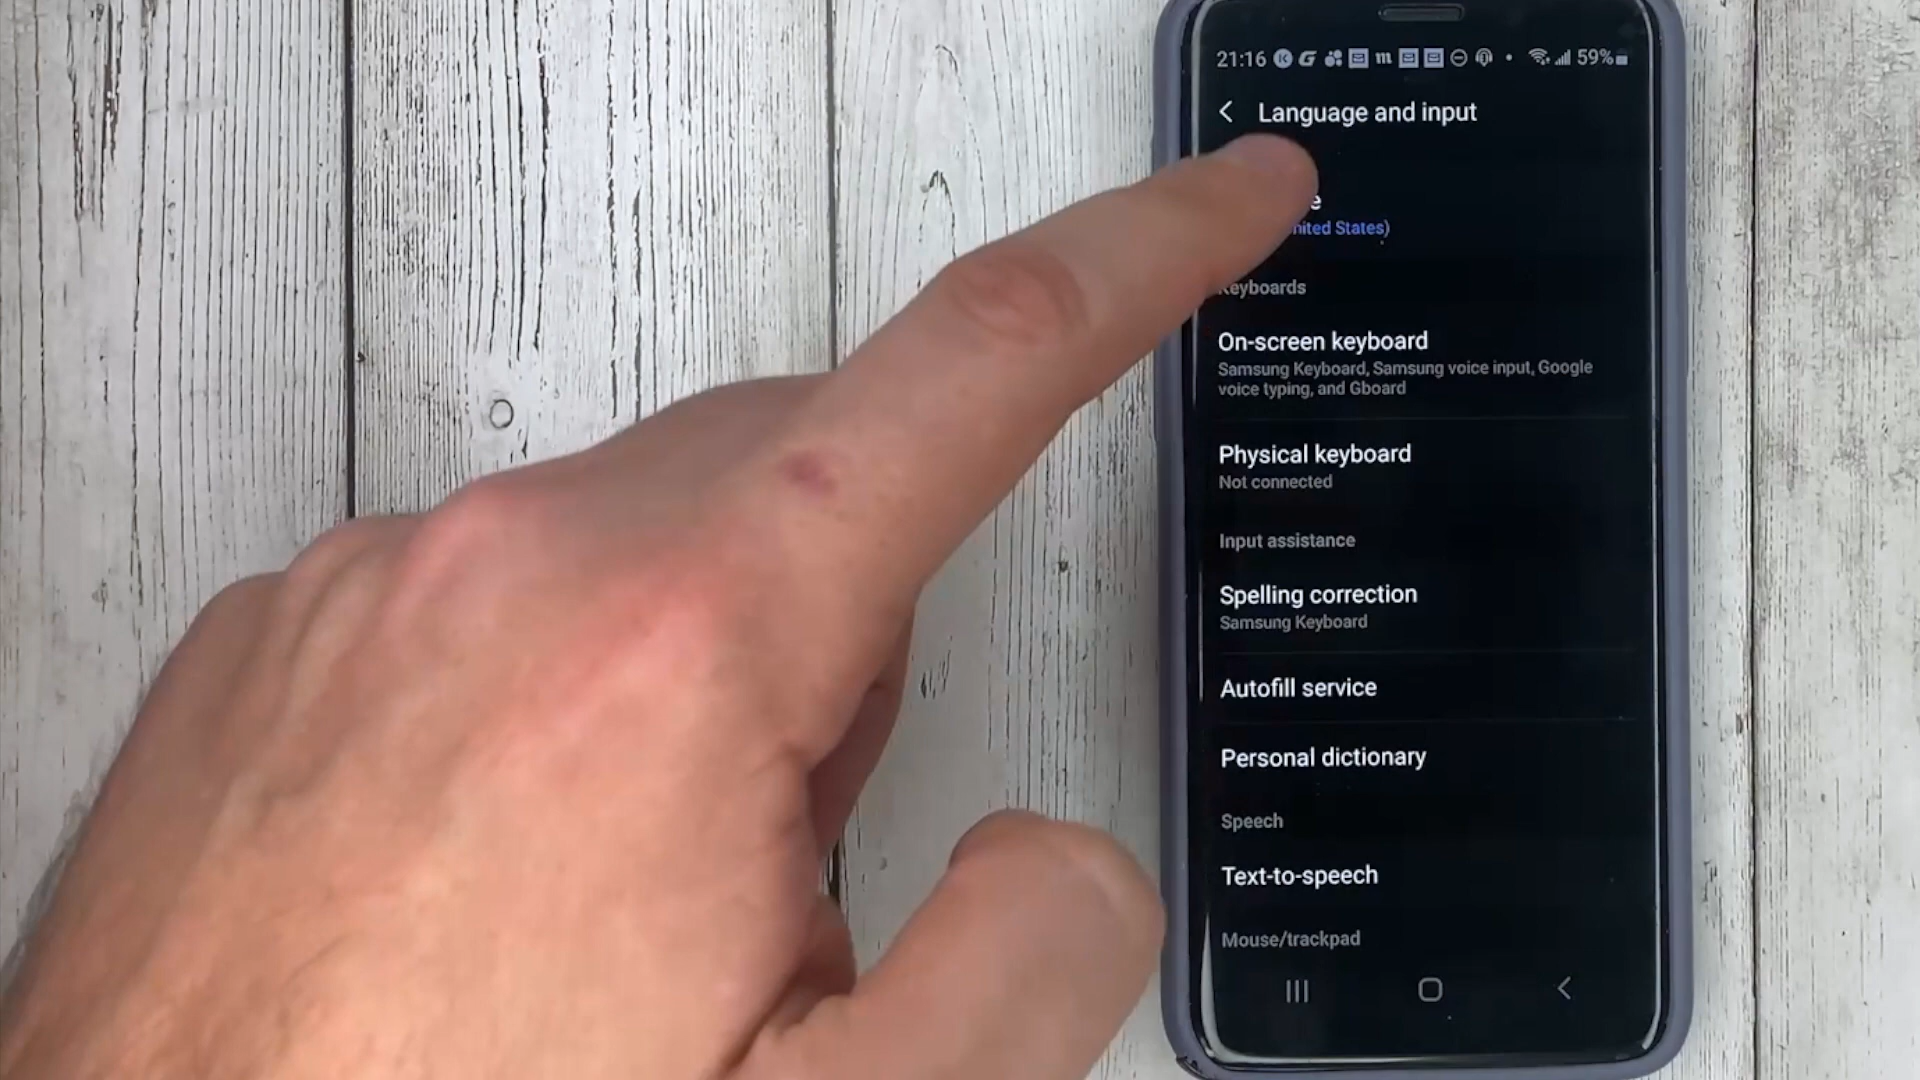 21:16 59%
Language and input
United States)
Keyboards
On-screen keyboard
Samsung Keyboard, Samsung voice input, Google
voice typing, and Gboard
Physical keyboard
Not connected
Input assistance
Spelling correction
Samsung Keyboard
Autofill service
Personal dictionary
Speech
Text-to-speech
Mouse/trackpad